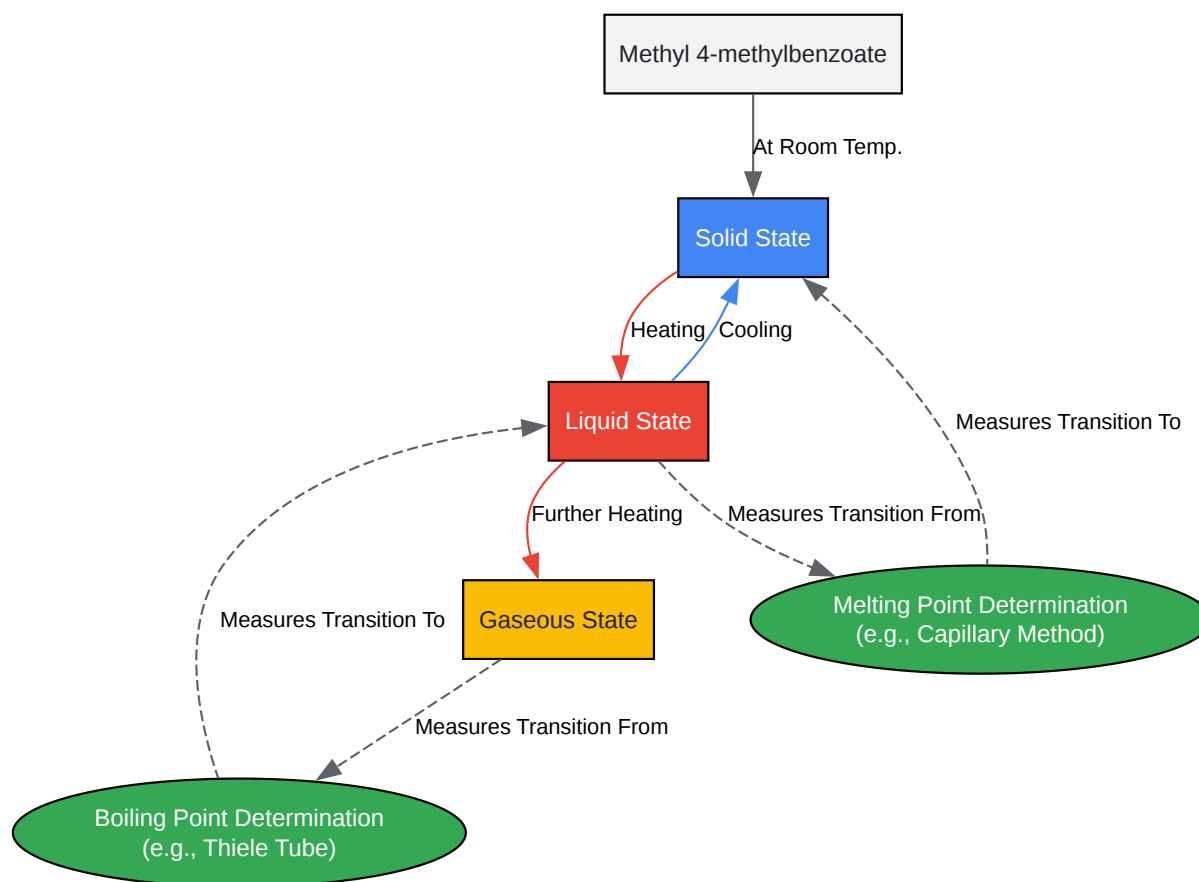 Methyl 4-methylbenzoate
At Room Temp.
Solid State
Heating
Cooling
Liquid State
Measures Transition To
Further Heating
Measures Transition From
Measures Transition To
Gaseous State
Melting Point Determination
(e.g., Capillary Method)
Measures Transition From
Boiling Point Determination
(e.g., Thiele Tube)